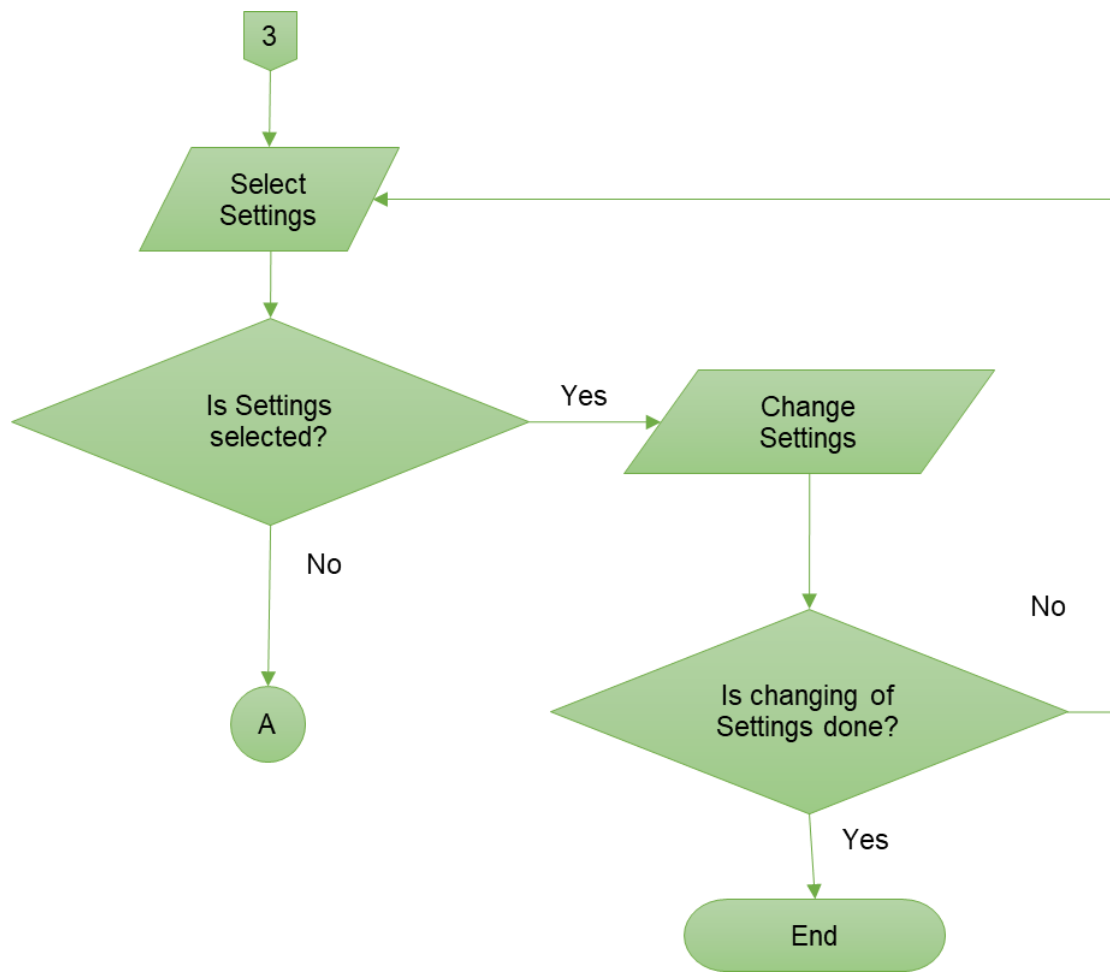 3
Select
Settings
Is Settings
selected?
Yes
Change
Settings
No
No
A
Is changing of
Settings done?
Yes
End